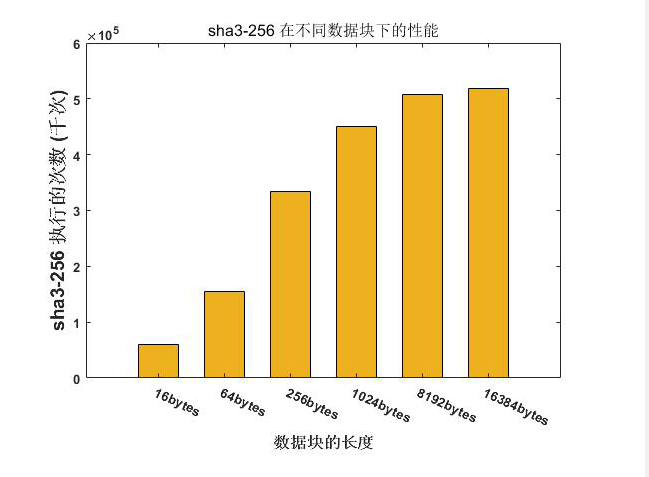 sha3-256 在不同数据块下的性能
×10⁵
sha3-256 执行的次数 (千次)
6
5
4
3
2
1
0
16bytes
64bytes
256bytes
1024bytes
8192bytes
16384bytes
数据块的长度